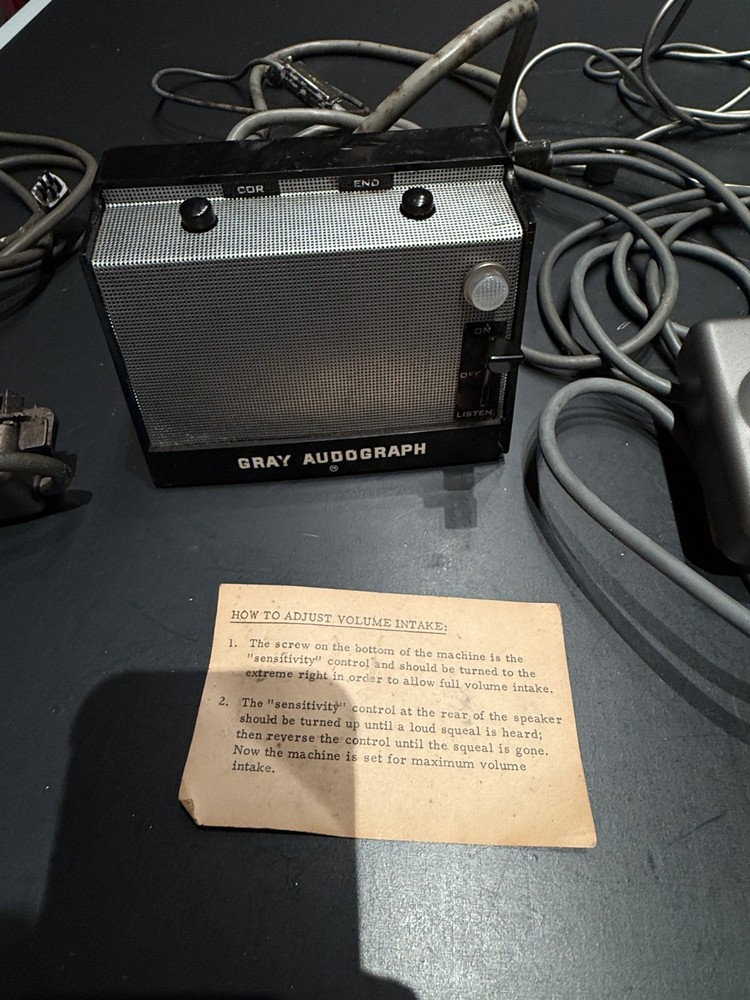 COR
END
ON
OFF
LISTEN
GRAY AUDOGRAPH
HOW TO ADJUST VOLUME INTAKE:
1. The screw on the bottom of the machine is the
"sensitivity" control and should be turned to the
extreme right in order to allow full volume intake.
2. The "sensitivity" control at the rear of the speaker
should be turned up until a loud squeal is heard;
then reverse the control until the squeal is gone.
Now the machine is set for maximum volume
intake.